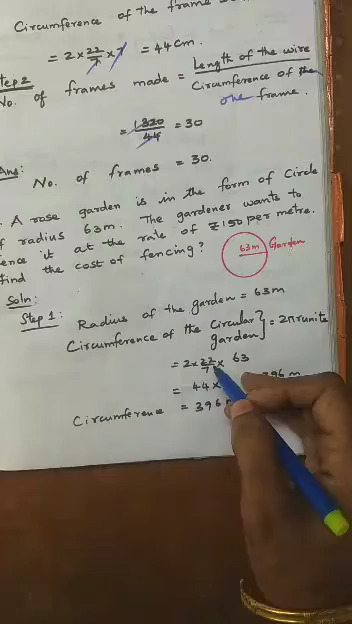 Circumference of the frame
= 2 × 22/7 × 7 = 44 cm.
Step 2
No. of frames made = Length of the wire / Circumference of the one frame.
= 1320/44 = 30
Ans:
No. of frames = 30.
A rose garden is in the form of Circle
of radius 63m. The gardener wants to
fence it at the rate of ₹150 per metre.
find the cost of fencing?
63m Garden
Soln:
Step 1: Radius of the garden = 63m
Circumference of the Circular garden} = 2πr units
= 2 × 22/7 × 63
= 44 × 396 m
Circumference = 396